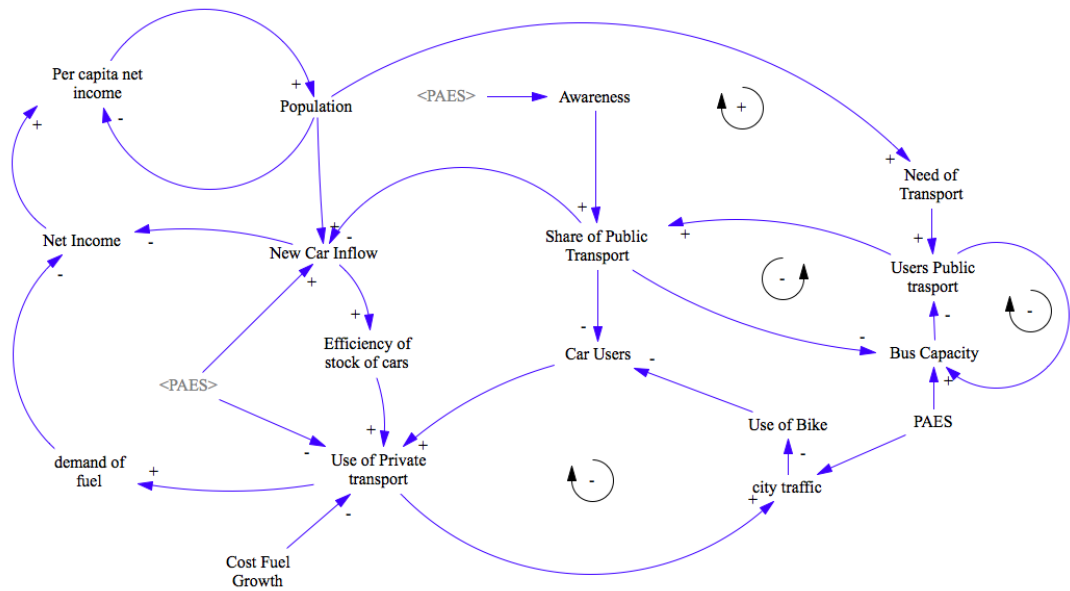 Per capita net
income
+
-
+
Population
<PAES>
Awareness
+
+
Need of
Transport
+
Net Income
-
-
New Car Inflow
+
-
+
+
Share of Public
Transport
+
Users Public
trasport
-
-
-
+
Efficiency of
stock of cars
-
Car Users
-
-
Bus Capacity
+
<PAES>
PAES
Use of Bike
-
city traffic
+
+
+
-
Use of Private
transport
-
demand of
fuel
+
-
Cost Fuel
Growth